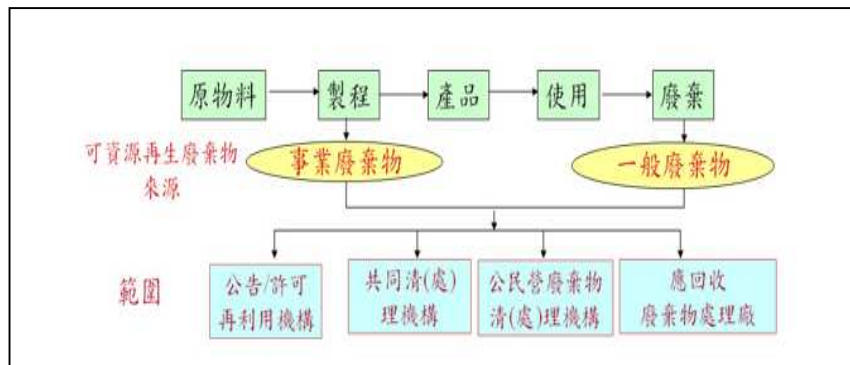 原物料
製程
產品
使用
廢棄
可資源再生廢棄物
來源
事業廢棄物
一般廢棄物
範圍
公告/許可
再利用機構
共同清(處)
理機構
公民營廢棄物
清(處)理機構
應回收
廢棄物處理廠